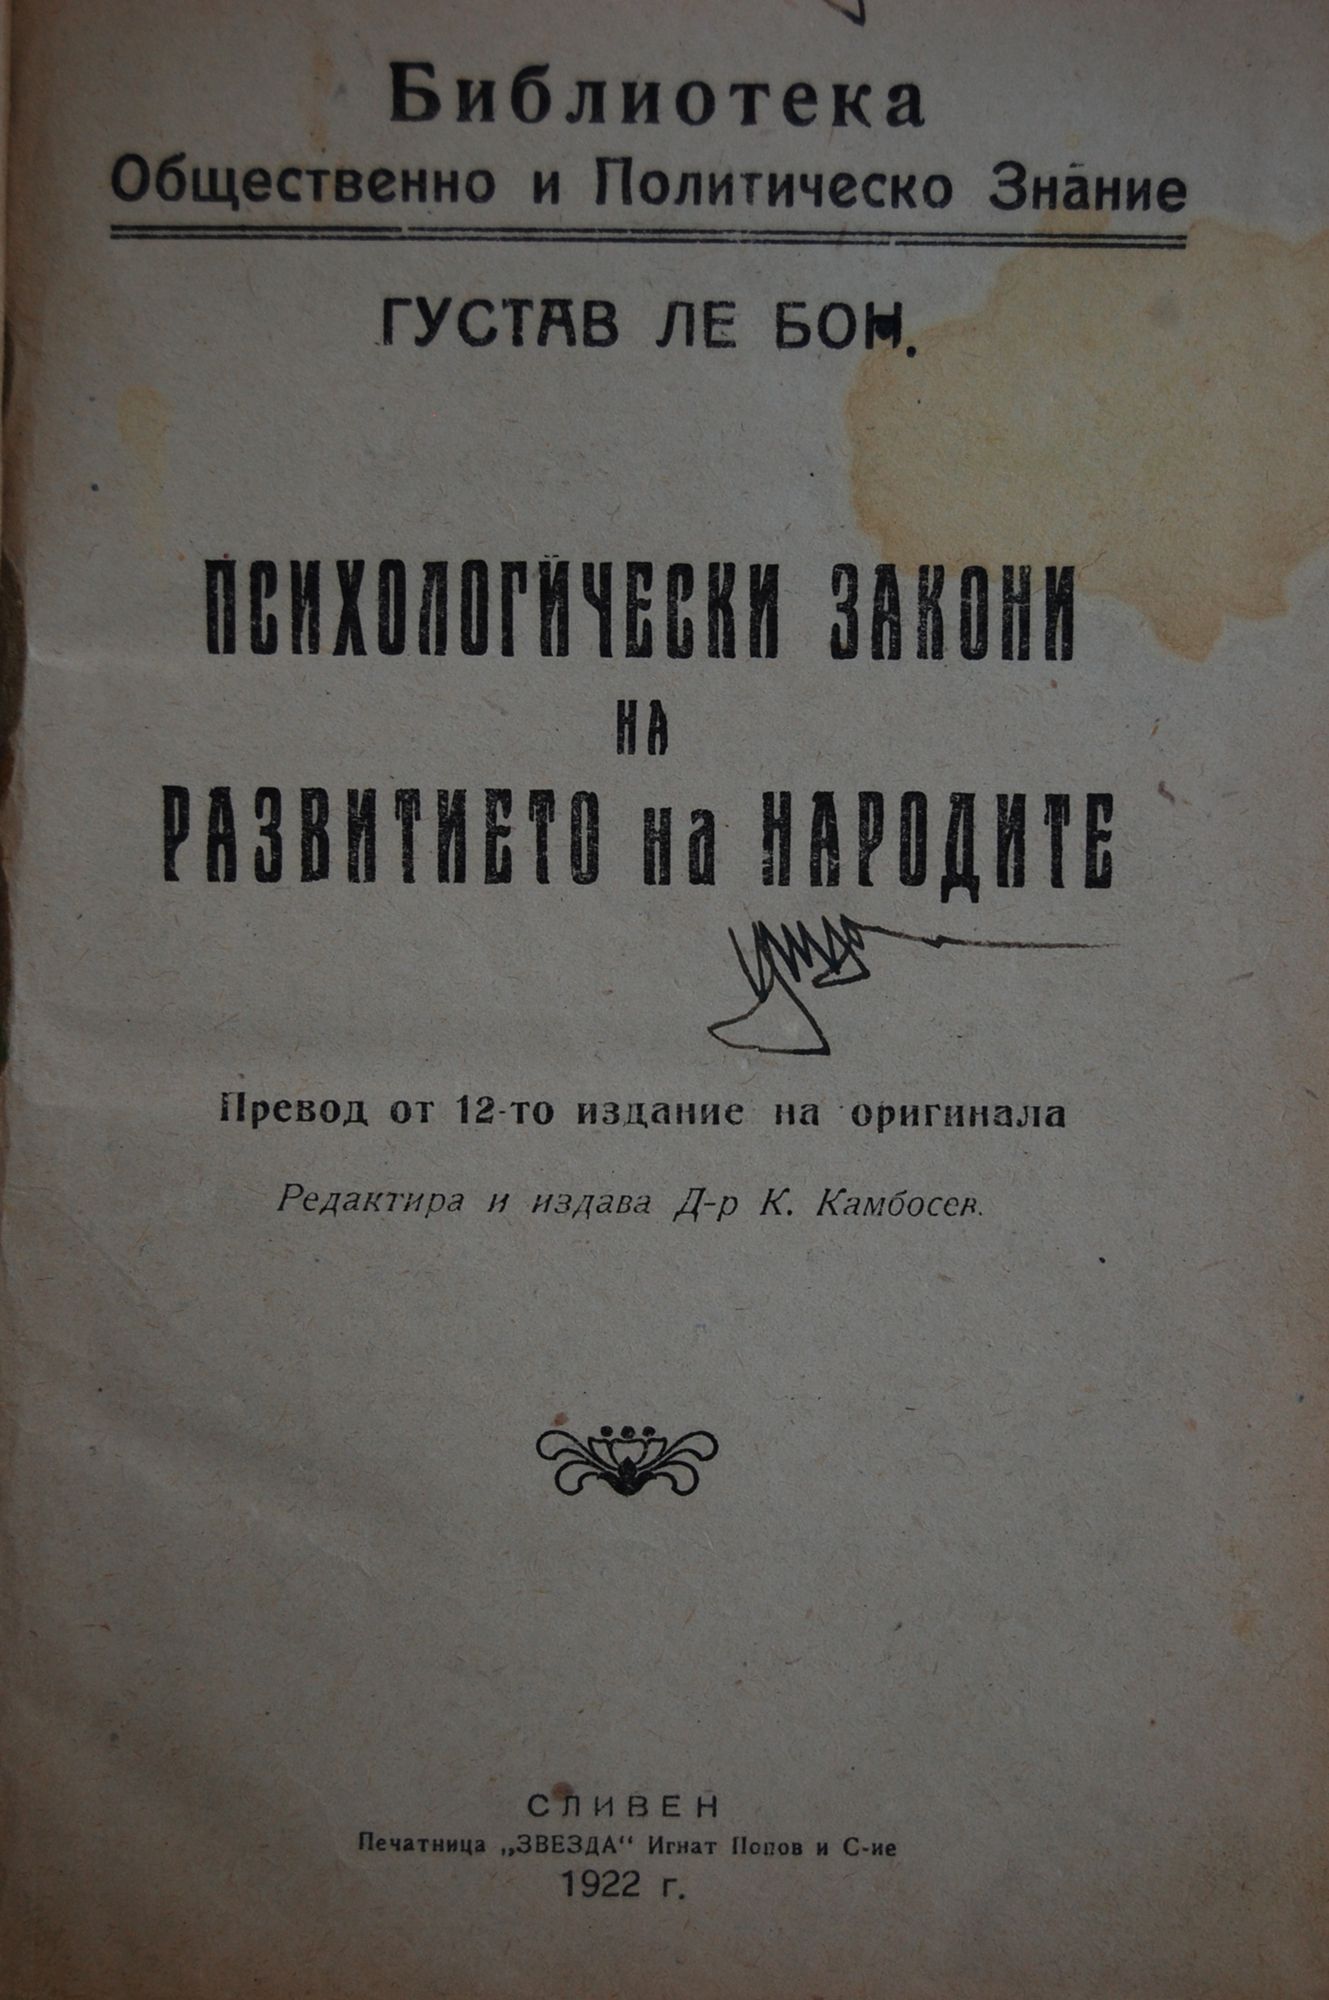 Библиотека
Общественно и Политическо Знание
ГУСТАВ ЛЕ БОН.
ПСИХОЛОГИЧЕСКИ ЗАКОНИ
НА
РАЗВИТИЕТО на НАРОДИТЕ
Превод от 12-то издание на оригинала
Редактира и издава Д-р К. Камбосев.
СЛИВЕН
Печатница „ЗВЕЗДА“ Игнат Попов и С-ие
1922 г.